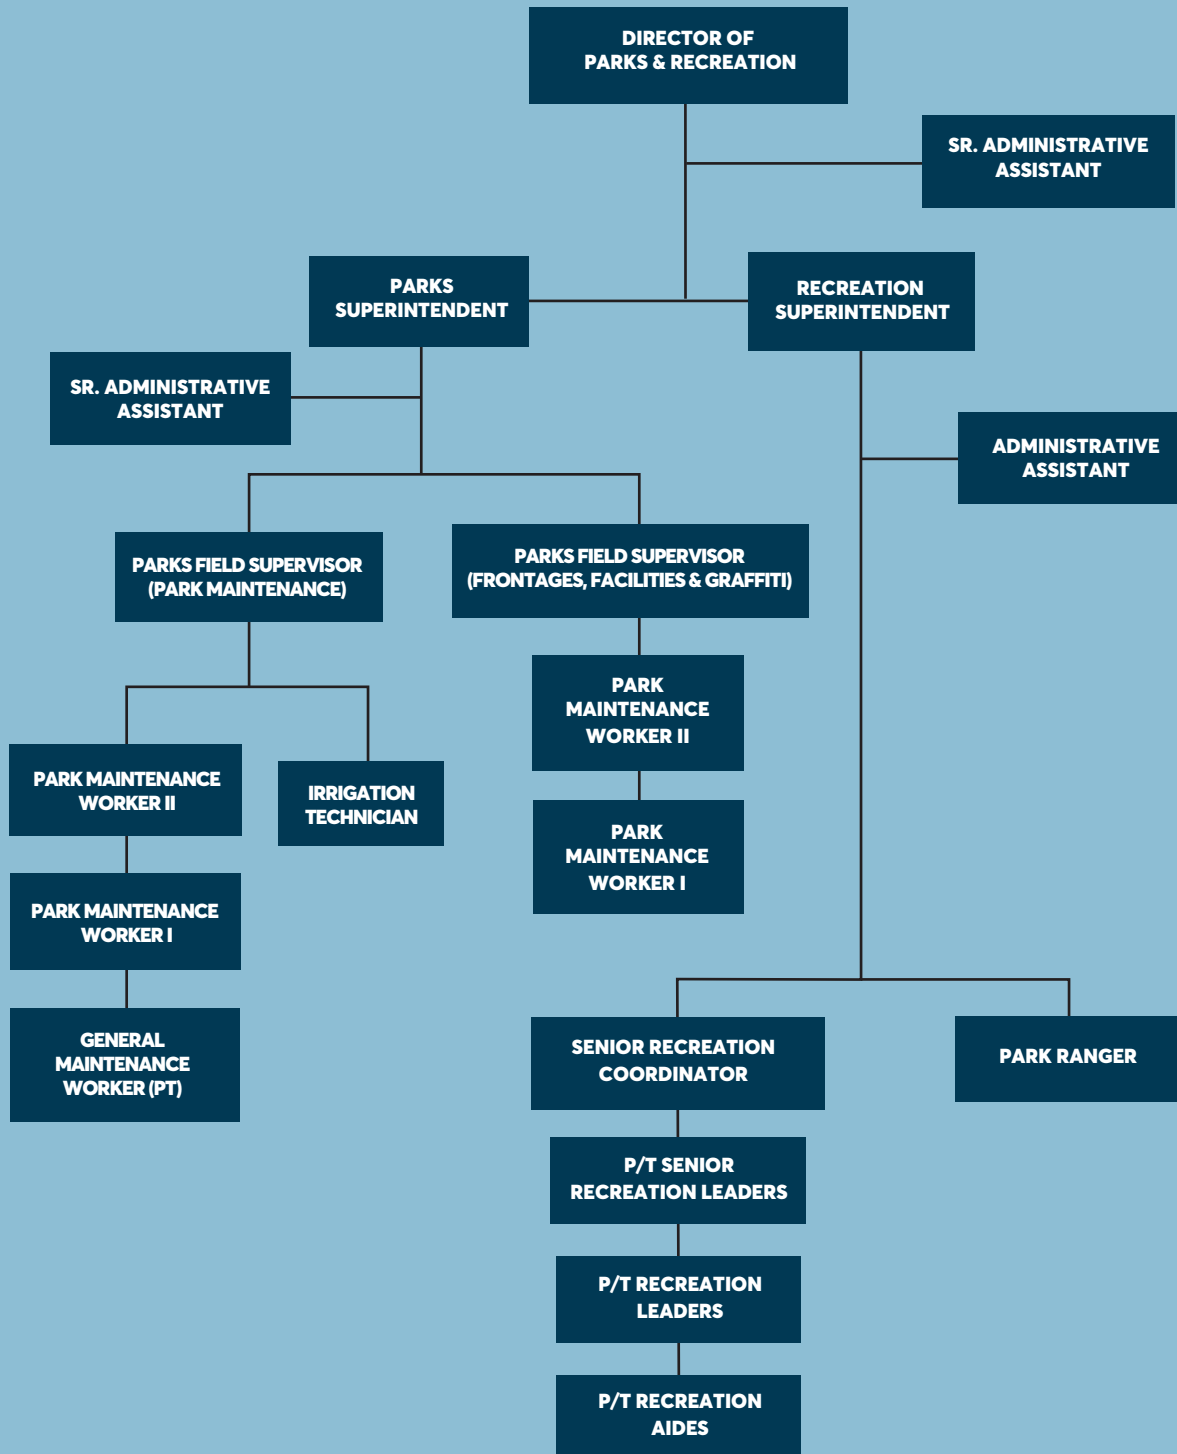 DIRECTOR OF
PARKS & RECREATION
SR. ADMINISTRATIVE
ASSISTANT
PARKS
SUPERINTENDENT
RECREATION
SUPERINTENDENT
SR. ADMINISTRATIVE
ASSISTANT
ADMINISTRATIVE
ASSISTANT
PARKS FIELD SUPERVISOR
(PARK MAINTENANCE)
PARKS FIELD SUPERVISOR
(FRONTAGES, FACILITIES & GRAFFITI)
PARK
MAINTENANCE
WORKER II
PARK MAINTENANCE
WORKER II
IRRIGATION
TECHNICIAN
PARK
MAINTENANCE
WORKER I
PARK MAINTENANCE
WORKER I
GENERAL
MAINTENANCE
WORKER (PT)
SENIOR RECREATION
COORDINATOR
PARK RANGER
P/T SENIOR
RECREATION LEADERS
P/T RECREATION
LEADERS
P/T RECREATION
AIDES